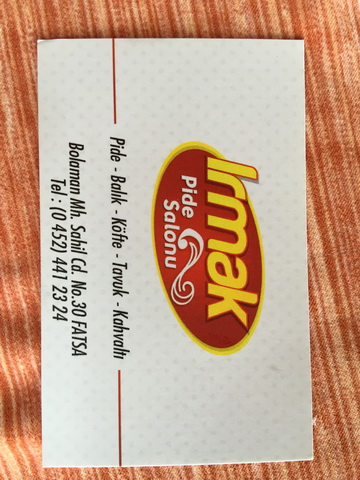 Irmak
Pide
Salonu
Pide - Balık - Köfte - Tavuk - Kahvaltı
Bolaman Mh. Sahil Cd. No.30 FATSA
Tel : (0 452) 441 23 24